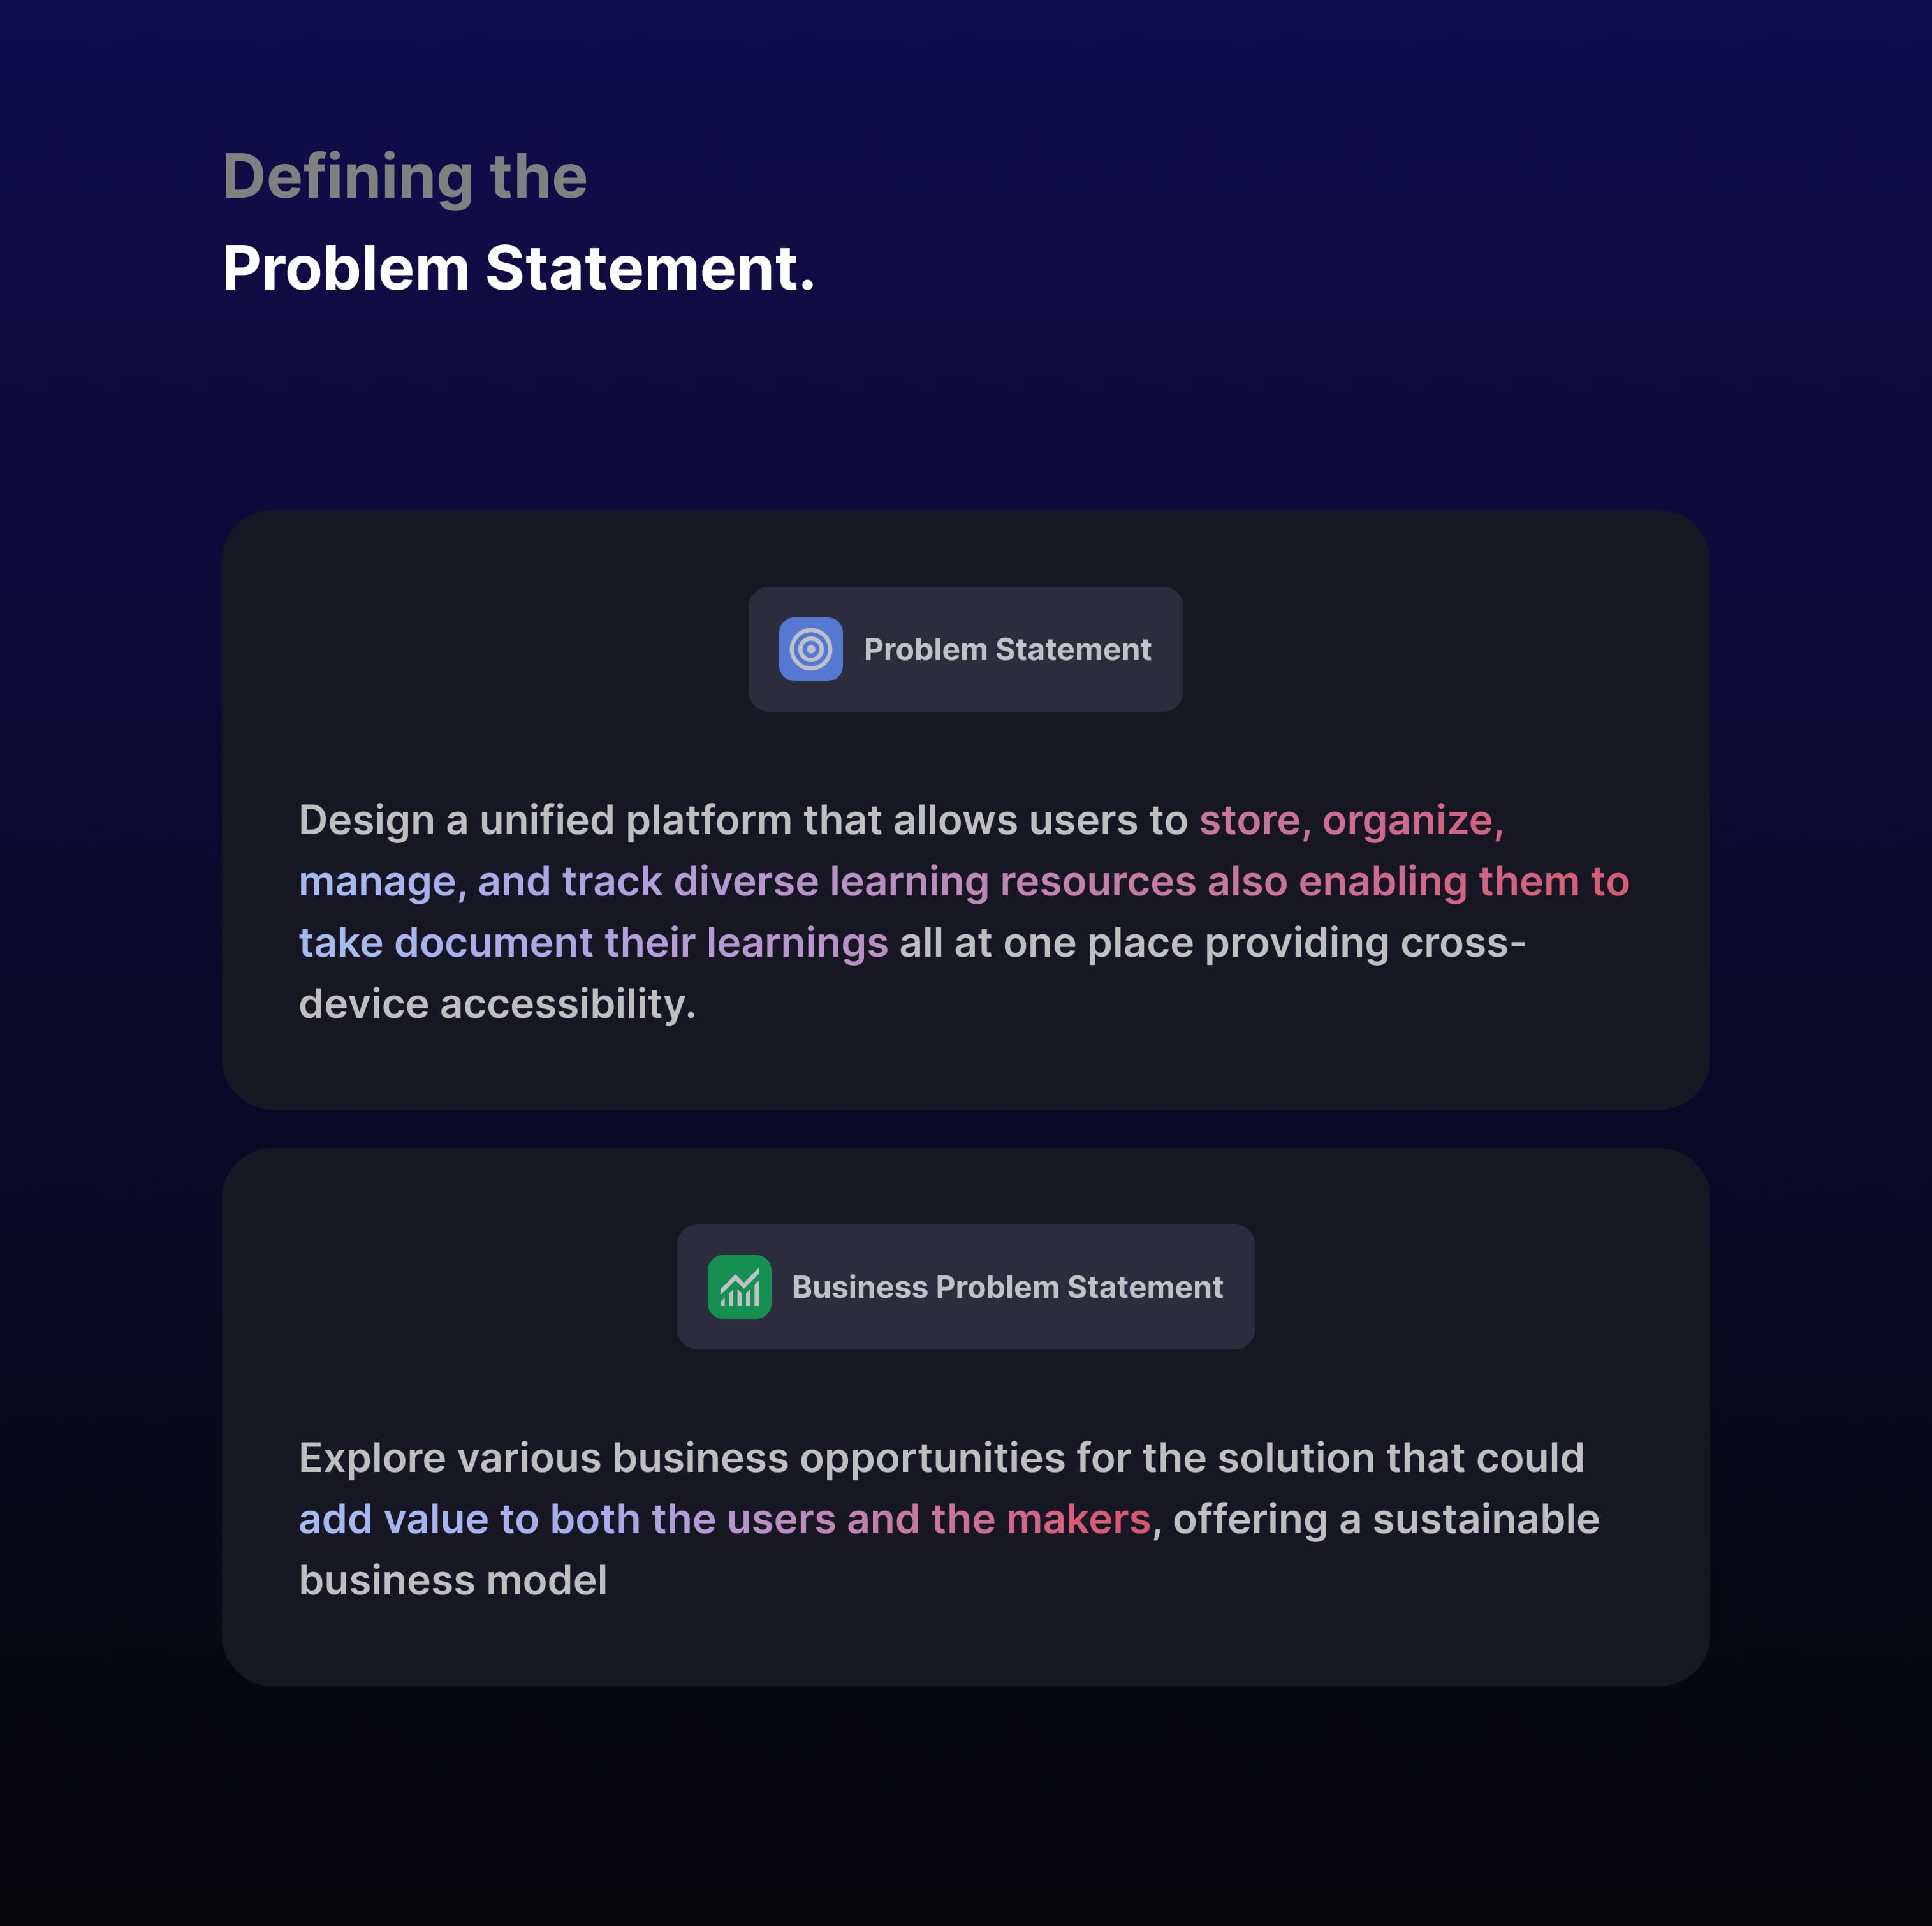 Defining the
Problem Statement.
Problem Statement
Design a unified platform that allows users to store, organize,
manage, and track diverse learning resources also enabling them to
take document their learnings all at one place providing cross-
device accessibility.
Business Problem Statement
Explore various business opportunities for the solution that could
add value to both the users and the makers, offering a sustainable
business model